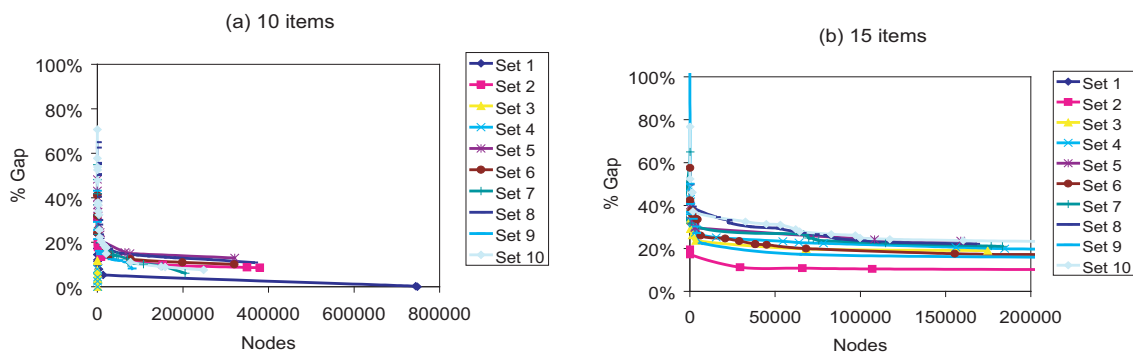 (a) 10 items
100%
80%
60%
40%
20%
0%
% Gap
0
200000
400000
600000
800000
Nodes
Set 1
Set 2
Set 3
Set 4
Set 5
Set 6
Set 7
Set 8
Set 9
Set 10
(b) 15 items
100%
80%
60%
40%
20%
0%
% Gap
0
50000
100000
150000
200000
Nodes
Set 1
Set 2
Set 3
Set 4
Set 5
Set 6
Set 7
Set 8
Set 9
Set 10